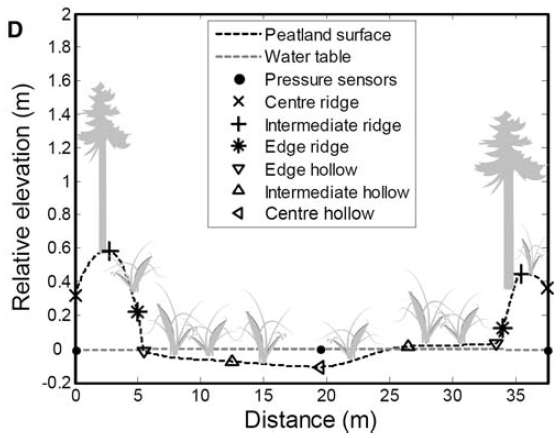 D
Relative elevation (m)
2
1.8
1.6
1.4
1.2
1
0.8
0.6
0.4
0.2
0
-0.2
Peatland surface
Water table
Pressure sensors
Centre ridge
Intermediate ridge
Edge ridge
Edge hollow
Intermediate hollow
Centre hollow
0 5 10 15 20 25 30 35
Distance (m)